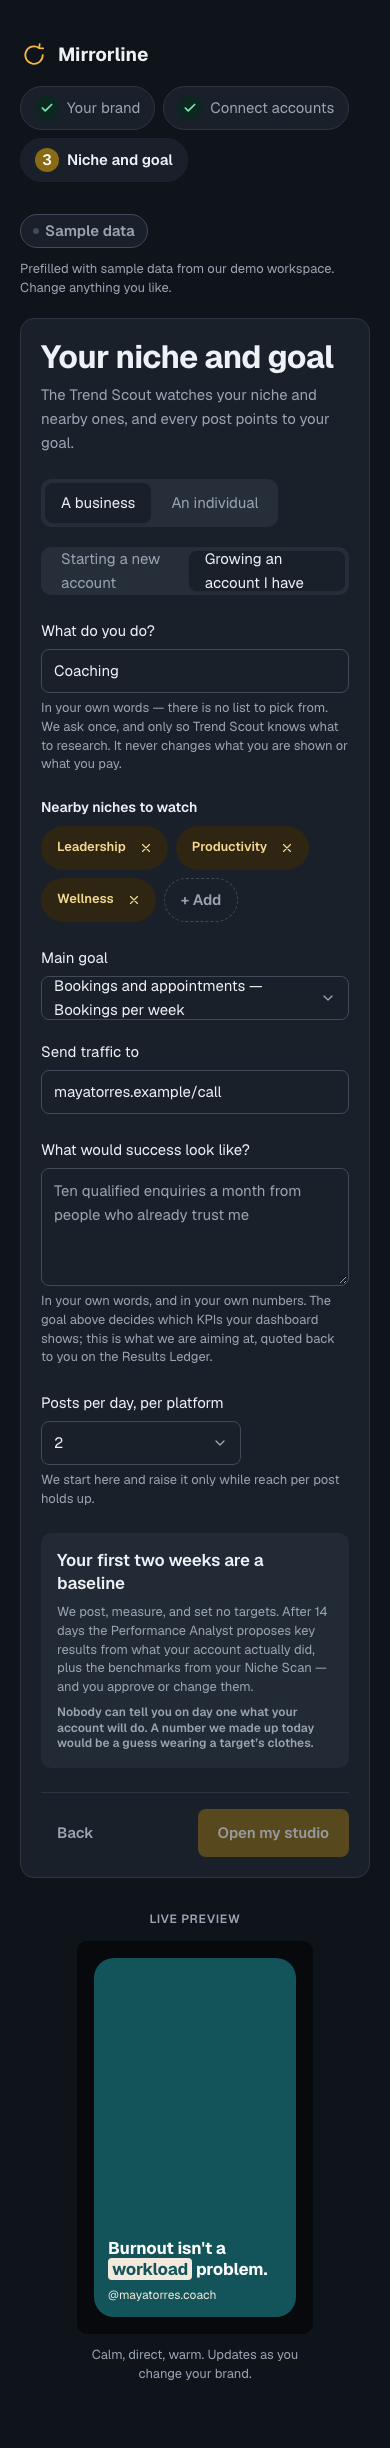 Mirrorline
Your brand
Connect accounts
3 Niche and goal
Sample data
Prefilled with sample data from our demo workspace.
Change anything you like.
Your niche and goal
The Trend Scout watches your niche and
nearby ones, and every post points to your
goal.
A business
An individual
Starting a new
account
Growing an
account I have
What do you do?
Coaching
In your own words — there is no list to pick from.
We ask once, and only so Trend Scout knows what
to research. It never changes what you are shown or
what you pay.
Nearby niches to watch
Leadership
Productivity
Wellness
+ Add
Main goal
Bookings and appointments —
Bookings per week
Send traffic to
mayatorres.example/call
What would success look like?
Ten qualified enquiries a month from
people who already trust me
In your own words, and in your own numbers. The
goal above decides which KPIs your dashboard
shows; this is what we are aiming at, quoted back
to you on the Results Ledger.
Posts per day, per platform
2
We start here and raise it only while reach per post
holds up.
Your first two weeks are a
baseline
We post, measure, and set no targets. After 14
days the Performance Analyst proposes key
results from what your account actually did,
plus the benchmarks from your Niche Scan —
and you approve or change them.
Nobody can tell you on day one what your
account will do. A number we made up today
would be a guess wearing a target's clothes.
Back
Open my studio
LIVE PREVIEW
Burnout isn't a
workload problem.
@mayatorres.coach
Calm, direct, warm. Updates as you
change your brand.